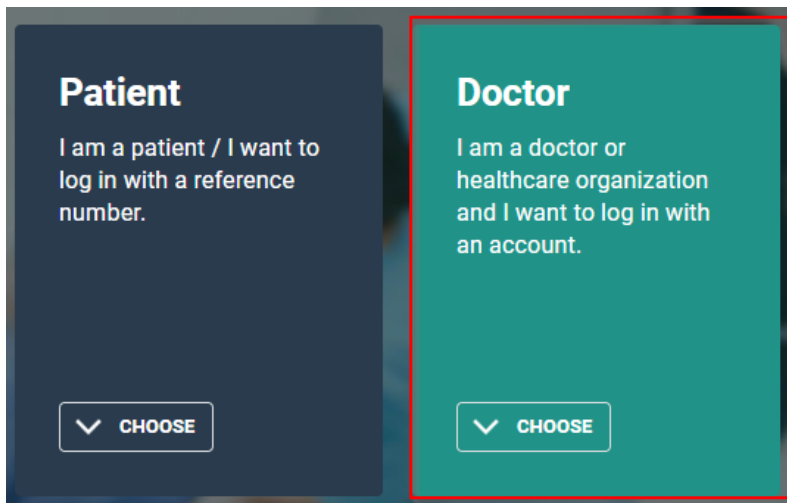 Patient
I am a patient / I want to
log in with a reference
number.
CHOOSE
Doctor
I am a doctor or
healthcare organization
and I want to log in with
an account.
CHOOSE